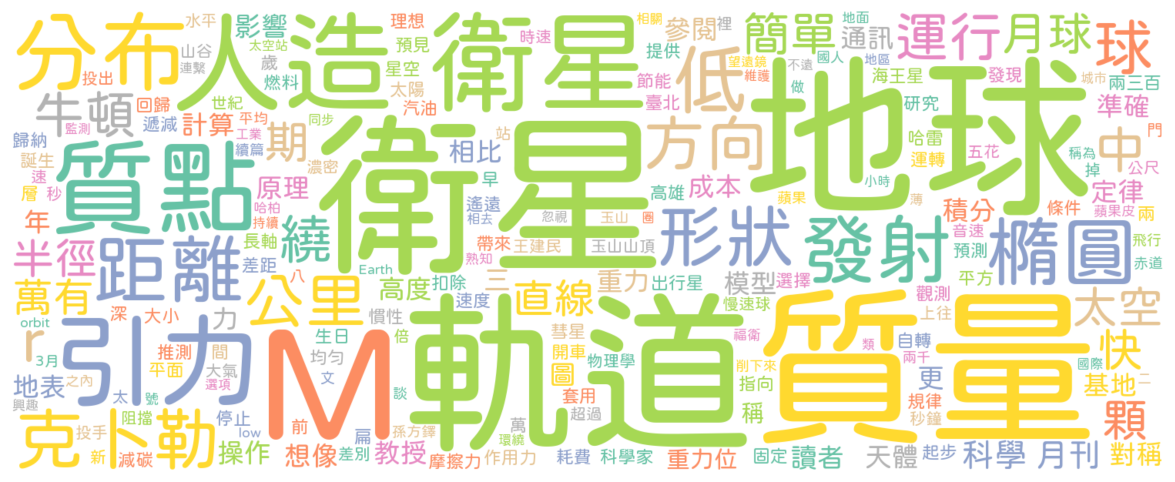 水平 影響 理想 相關 參閱 裡 地面
分布 人造 衛星 低 簡單 運行 月球 球
山谷 太空站 預見 時速 提供 通訊
連繫 歲 星空 望遠鏡 不遠 國人 地區
投出 燃料 太陽 節能 維護 海王星 發現 城市 兩三百
牛頓 回歸 世紀 汽油 臺北 做 研究 準確
監測 遞減 計算 平均 同步 站 方向 地球 哈雷 中 門
歸納 工業 期 相比 運轉 五花 稱為 公尺
誕生 質點 續篇 濃密 衛星 早 高雄 成本 小時 掉
速 層 秒 原理 遙遠 蘋果 薄 定律 兩
年 哈柏 持續 相去 忽視 玉山 圈 積分 條件 蘋果皮
半徑 距離 長軸 繞 帶來 王建民 形狀 發射 音速 橢圓 飛行
差距 熟知 玉山山頂 預測 赤道
萬有 八 Earth 高度 扣除 三 重力 出行星 模型 選擇 平方
公里 速度 直線 慢速球 觀測 太空
orbit 深 大小 力 慣性 上往
r 引力 M 生日 倍 軌道 彗星 福衛 質量 自轉 快
3月 推測 間 均勻 開車 物理學 類 兩千 國際
地表 之內 平面 大氣 圖 剛下來 指向 更 基地 二
興趣 太 號 選項 文 談 套用 稱 規律 顆
克卜勒 阻擋 停止 前 孫方鐸 萬 超過 秒鐘
投手 low 扁 環繞
新 減碳 操作 想像 差別 教授 摩擦力 作用力 耗費 科學家 重力位 固定 讀者 天體 起步 科學 月刊 對稱